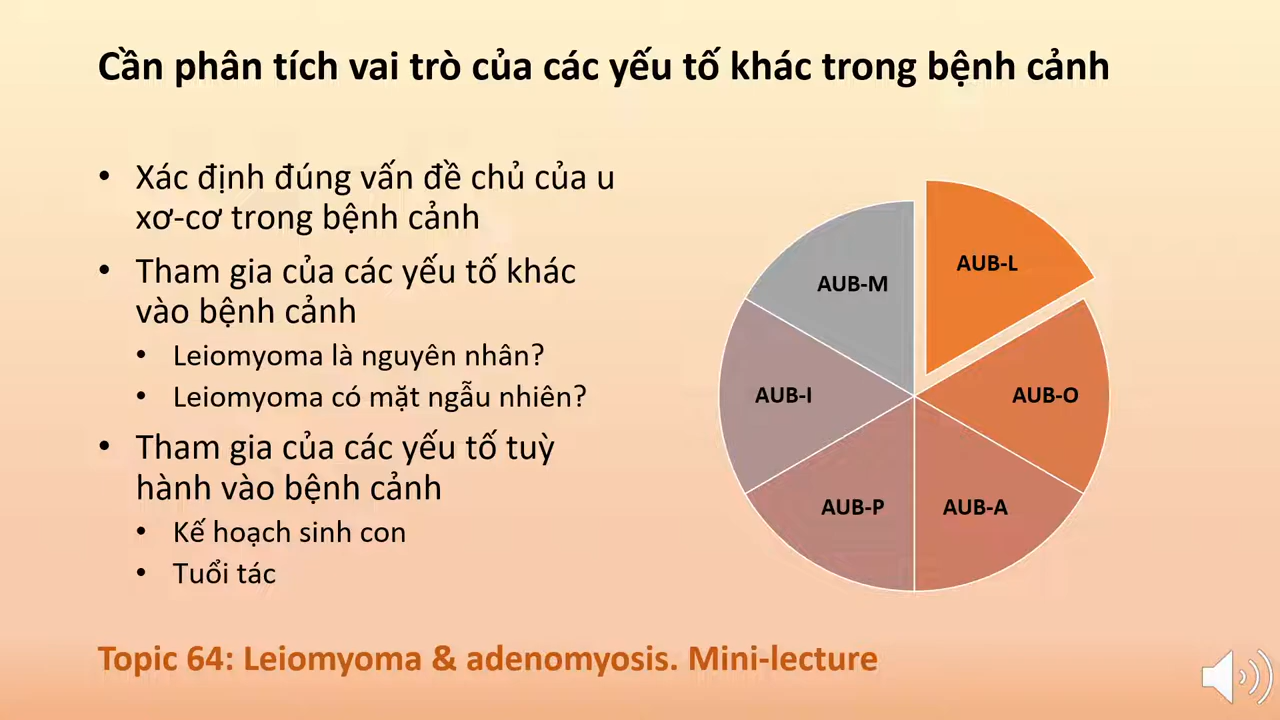 Cần phân tích vai trò của các yếu tố khác trong bệnh cảnh
• Xác định đúng vấn đề chủ của u
xơ-cơ trong bệnh cảnh
• Tham gia của các yếu tố khác
vào bệnh cảnh
• Leiomyoma là nguyên nhân?
• Leiomyoma có mặt ngẫu nhiên?
• Tham gia của các yếu tố tuỳ
hành vào bệnh cảnh
• Kế hoạch sinh con
• Tuổi tác
AUB-L
AUB-M
AUB-I
AUB-O
AUB-P
AUB-A
Topic 64: Leiomyoma & adenomyosis. Mini-lecture